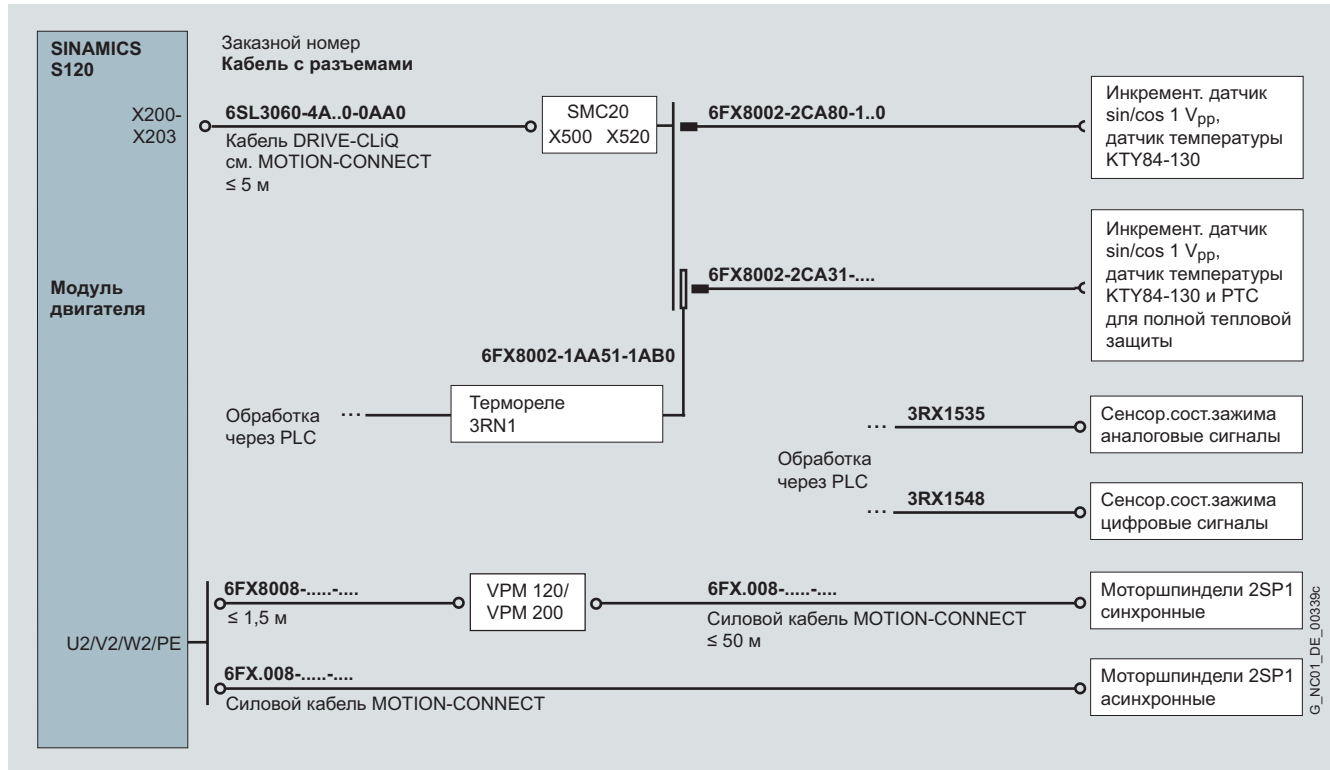 SINAMICS
S120
Заказной номер
Кабель с разъемами
X200-
X203
6SL3060-4A..0-0AA0
Кабель DRIVE-CLiQ
см. MOTION-CONNECT
≤ 5 м
SMC20
X500 X520
6FX8002-2CA80-1..0
Инкремент. датчик
sin/cos 1 Vpp,
датчик температуры
KTY84-130
Модуль
двигателя
6FX8002-2CA31-....
Инкремент. датчик
sin/cos 1 Vpp,
датчик температуры
KTY84-130 и PTC
для полной тепловой
защиты
6FX8002-1AA51-1AB0
Обработка
через PLC
...
Термореле
3RN1
Обработка
через PLC
... 3RX1535
Сенсор.сост.зажима
аналоговые сигналы
... 3RX1548
Сенсор.сост.зажима
цифровые сигналы
U2/V2/W2/PE
6FX8008-.....-....
≤ 1,5 м
VPM 120/
VPM 200
6FX.008-.....-....
Силовой кабель MOTION-CONNECT
≤ 50 м
Моторшпиндели 2SP1
синхронные
6FX.008-.....-....
Силовой кабель MOTION-CONNECT
Моторшпиндели 2SP1
асинхронные
G_NC01_DE_00339c